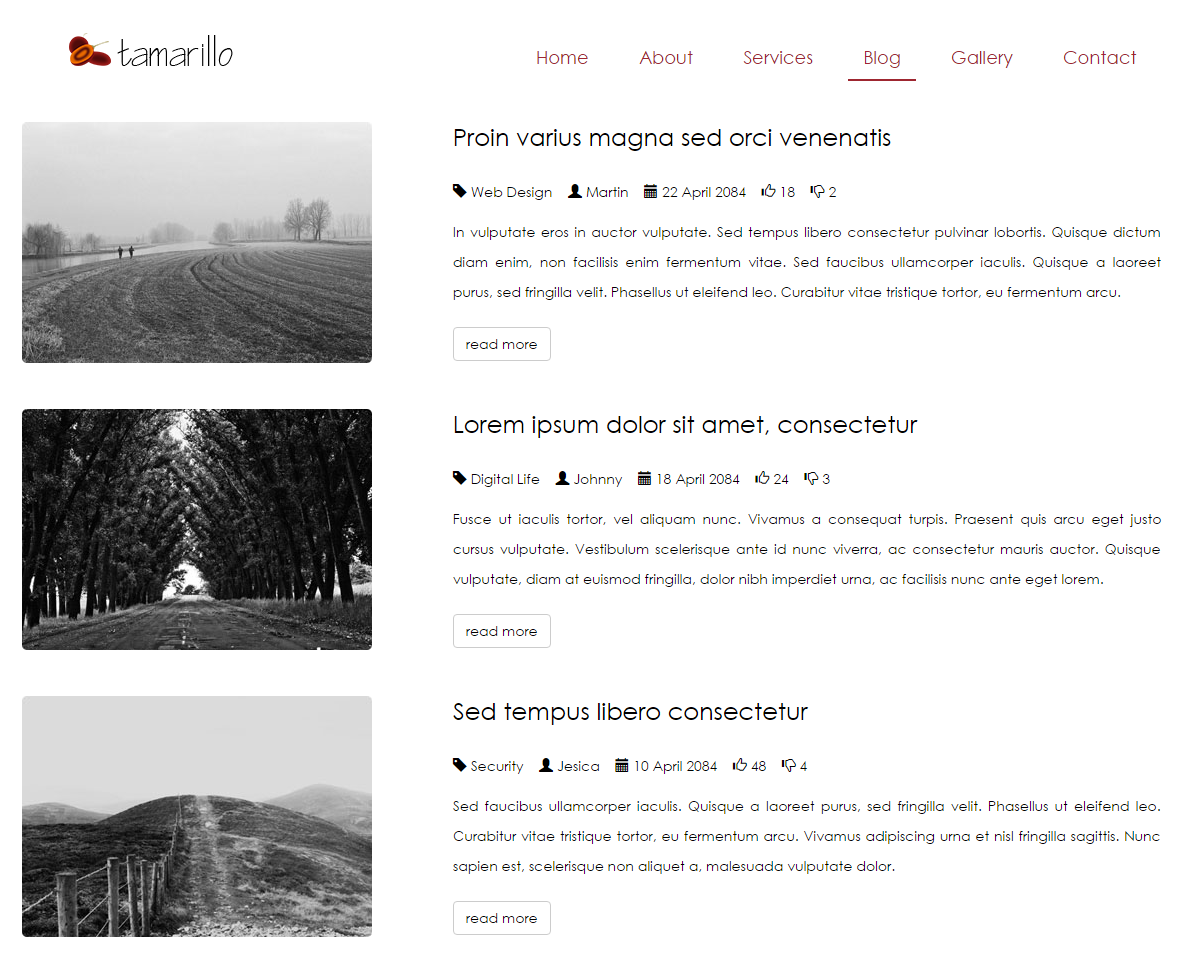 tamarillo
Home About Services Blog Gallery Contact
Proin varius magna sed orci venenatis
Web Design Martin 22 April 2084 18 2
In vulputate eros in auctor vulputate. Sed tempus libero consectetur pulvinar lobortis. Quisque dictum
diam enim, non facilisis enim fermentum vitae. Sed faucibus ullamcorper iaculis. Quisque a laoreet
purus, sed fringilla velit. Phasellus ut eleifend leo. Curabitur vitae tristique tortor, eu fermentum arcu.
read more
Lorem ipsum dolor sit amet, consectetur
Digital Life Johnny 18 April 2084 24 3
Fusce ut iaculis tortor, vel aliquam nunc. Vivamus a consequat turpis. Praesent quis arcu eget justo
cursus vulputate. Vestibulum scelerisque ante id nunc viverra, ac consectetur mauris auctor. Quisque
vulputate, diam at euismod fringilla, dolor nibh imperdiet urna, ac facilisis nunc ante eget lorem.
read more
Sed tempus libero consectetur
Security Jesica 10 April 2084 48 4
Sed faucibus ullamcorper iaculis. Quisque a laoreet purus, sed fringilla velit. Phasellus ut eleifend leo.
Curabitur vitae tristique tortor, eu fermentum arcu. Vivamus adipiscing urna et nisl fringilla sagittis. Nunc
sapien est, scelerisque non aliquet a, malesuada vulputate dolor.
read more